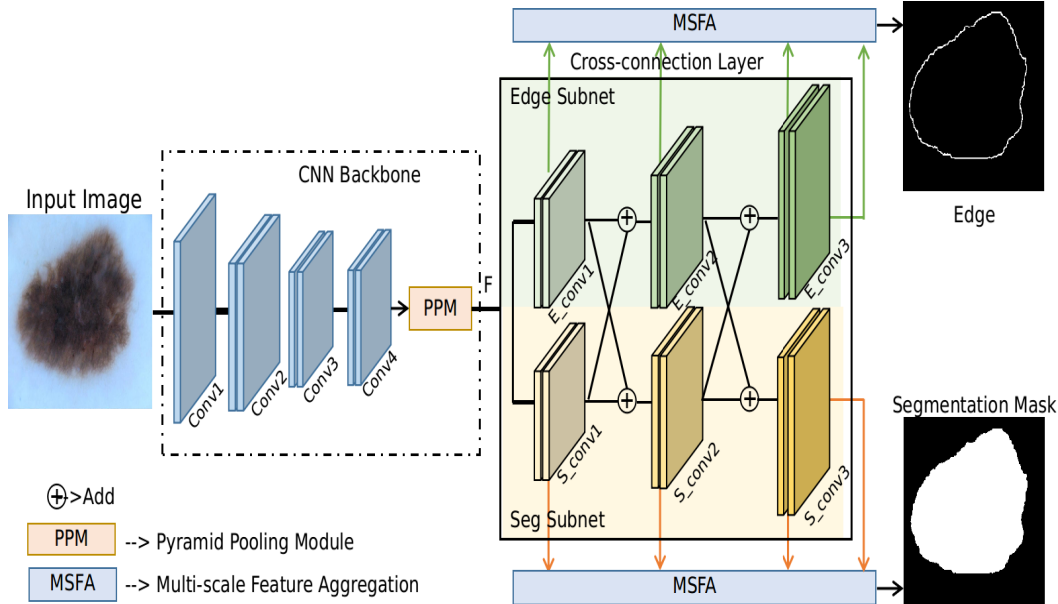 MSFA
Cross-connection Layer
Edge Subnet
CNN Backbone
Input Image
Edge
E_conv1
E_conv2
E_conv3
F
PPM
Conv1
Conv2
Conv3
Conv4
Segmentation Mask
S_conv1
S_conv2
S_conv3
+->Add
Seg Subnet
PPM --> Pyramid Pooling Module
MSFA --> Multi-scale Feature Aggregation
MSFA